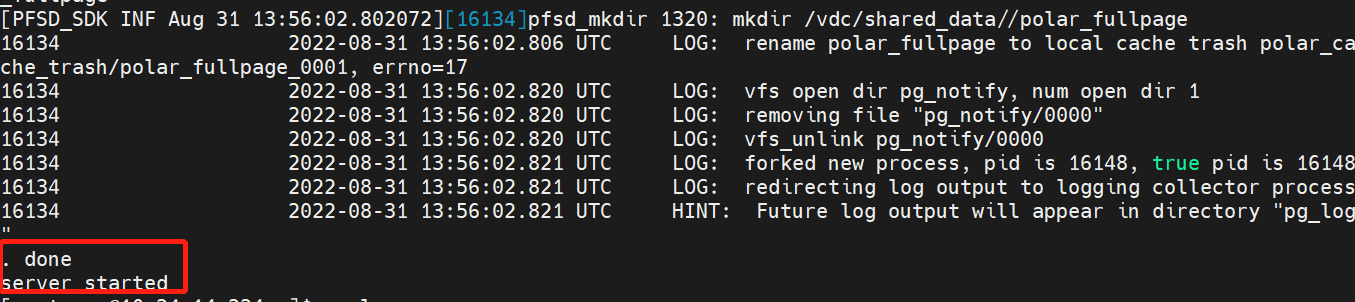 [PFSD_SDK INF Aug 31 13:56:02.802072][16134]pfsd_mkdir 1320: mkdir /vdc/shared_data//polar_fullpage
16134 2022-08-31 13:56:02.806 UTC LOG: rename polar_fullpage to local cache trash polar_ca
che_trash/polar_fullpage_0001, errno=17
16134 2022-08-31 13:56:02.820 UTC LOG: vfs open dir pg_notify, num open dir 1
16134 2022-08-31 13:56:02.820 UTC LOG: removing file "pg_notify/0000"
16134 2022-08-31 13:56:02.820 UTC LOG: vfs_unlink pg_notify/0000
16134 2022-08-31 13:56:02.821 UTC LOG: forked new process, pid is 16148, true pid is 16148
16134 2022-08-31 13:56:02.821 UTC LOG: redirecting log output to logging collector process
16134 2022-08-31 13:56:02.821 UTC HINT: Future log output will appear in directory "pg_log
"
. done
server started